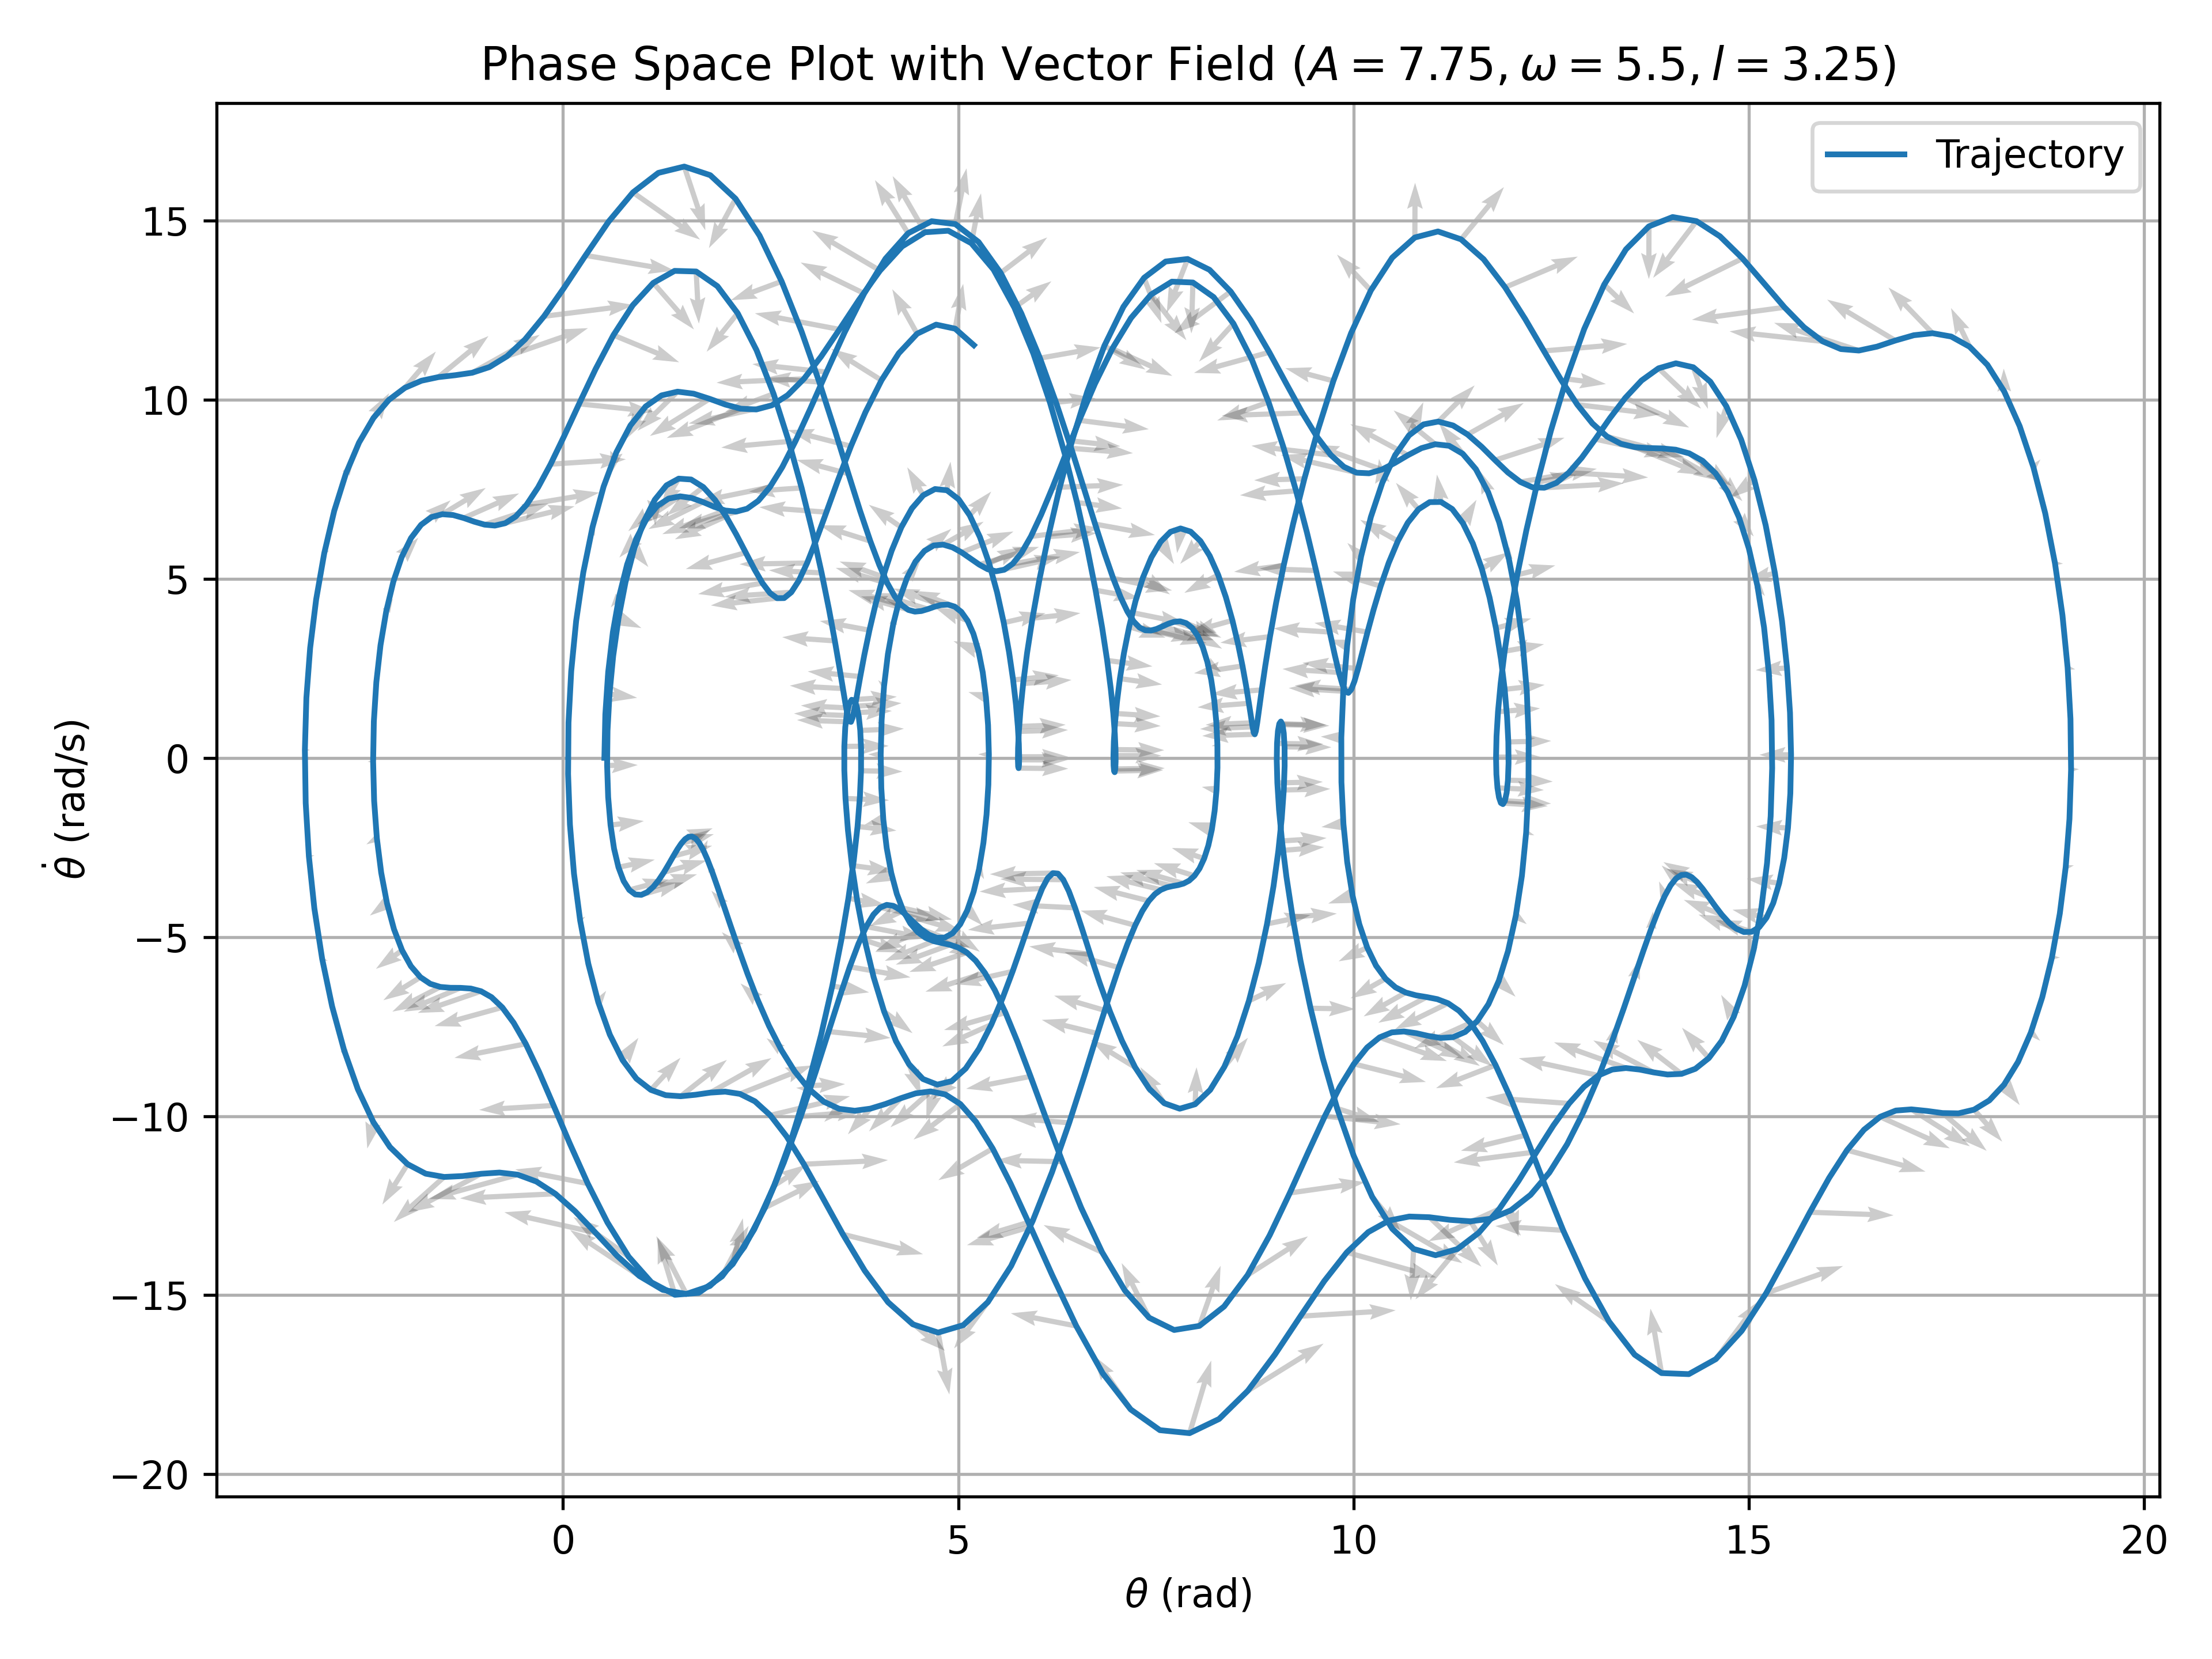 Phase Space Plot with Vector Field (A = 7.75, ω = 5.5, l = 3.25)
Trajectory
15
10
5
0
−5
−10
−15
−20
θ̇ (rad/s)
0 5 10 15 20
θ (rad)